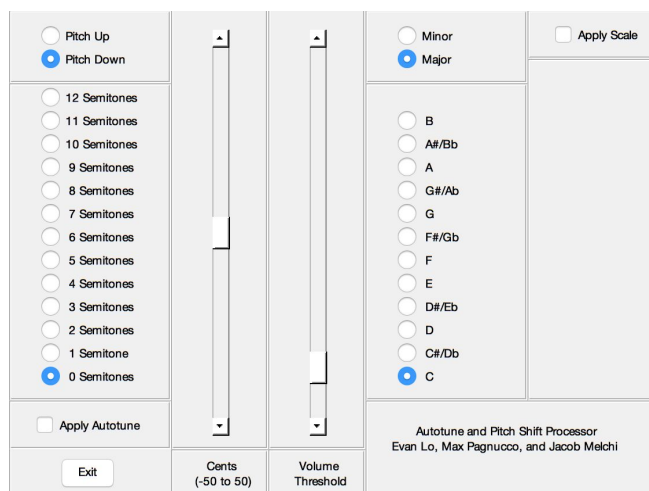 Pitch Up
Pitch Down
12 Semitones
11 Semitones
10 Semitones
9 Semitones
8 Semitones
7 Semitones
6 Semitones
5 Semitones
4 Semitones
3 Semitones
2 Semitones
1 Semitone
0 Semitones
Apply Autotune
Exit
Cents
(-50 to 50)
Volume
Threshold
Minor
Major
B
A#/Bb
A
G#/Ab
G
F#/Gb
F
E
D#/Eb
D
C#/Db
C
Apply Scale
Autotune and Pitch Shift Processor
Evan Lo, Max Pagnucco, and Jacob Melchi